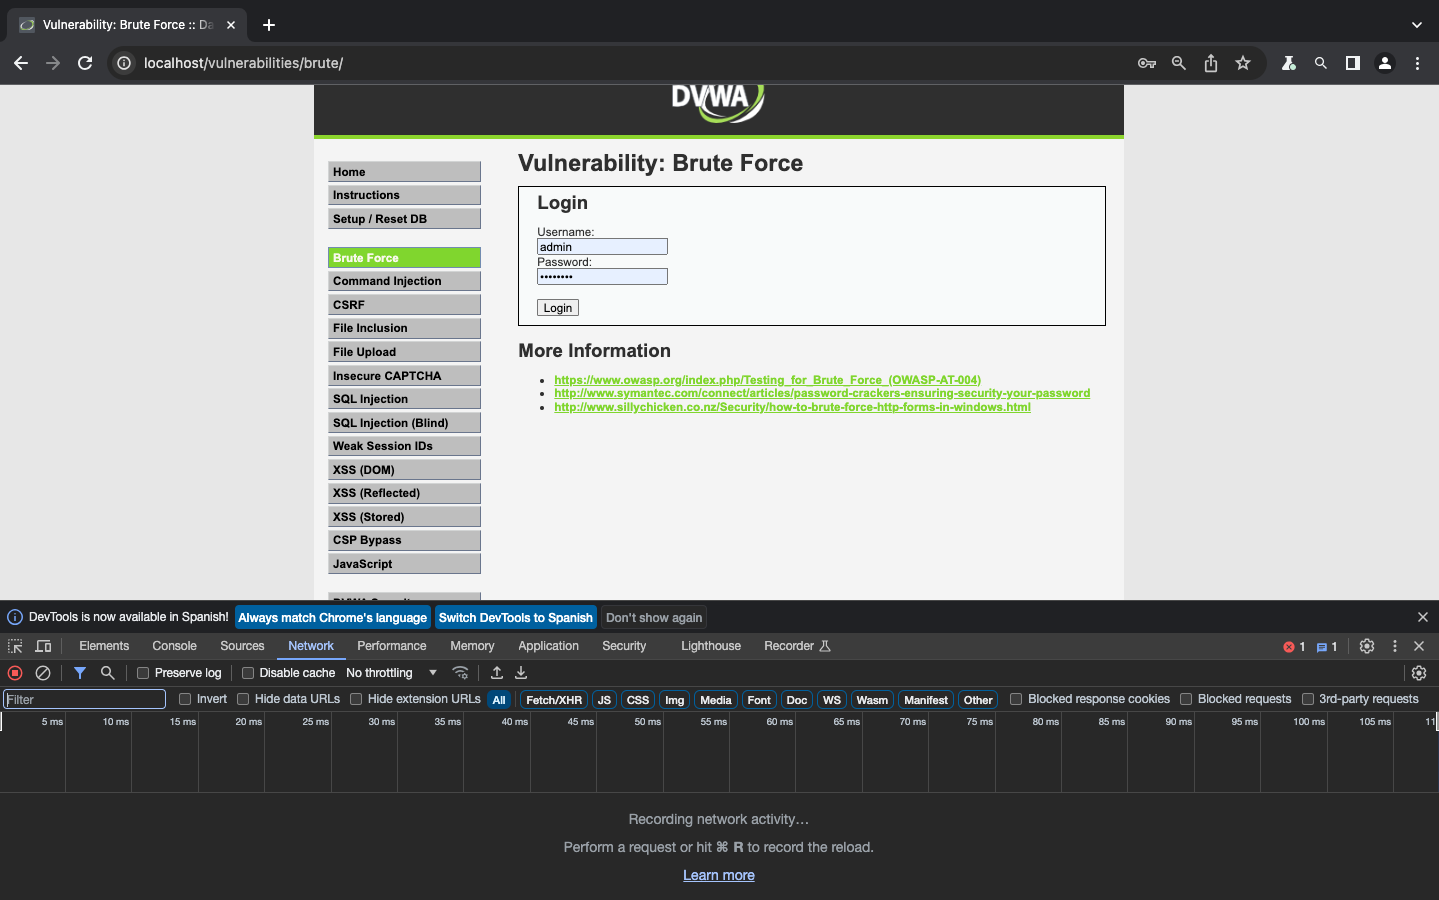 Vulnerability: Brute Force :: Da
localhost/vulnerabilities/brute/
DVWA
Home
Instructions
Setup / Reset DB
Brute Force
Command Injection
CSRF
File Inclusion
File Upload
Insecure CAPTCHA
SQL Injection
SQL Injection (Blind)
Weak Session IDs
XSS (DOM)
XSS (Reflected)
XSS (Stored)
CSP Bypass
JavaScript
Vulnerability: Brute Force
Login
Username:
admin
Password:
••••••••
Login
More Information
• https://www.owasp.org/index.php/Testing_for_Brute_Force_(OWASP-AT-004)
• http://www.symantec.com/connect/articles/password-crackers-ensuring-security-your-password
• http://www.sillychicken.co.nz/Security/how-to-brute-force-http-forms-in-windows.html
DevTools is now available in Spanish! Always match Chrome's language Switch DevTools to Spanish Don't show again
Elements Console Sources Network Performance Memory Application Security Lighthouse Recorder 1 1
Preserve log Disable cache No throttling
Filter Invert Hide data URLs Hide extension URLs All Fetch/XHR JS CSS Img Media Font Doc WS Wasm Manifest Other Blocked response cookies Blocked requests 3rd-party requests
5 ms 10 ms 15 ms 20 ms 25 ms 30 ms 35 ms 40 ms 45 ms 50 ms 55 ms 60 ms 65 ms 70 ms 75 ms 80 ms 85 ms 90 ms 95 ms 100 ms 105 ms 11
Recording network activity…
Perform a request or hit ⌘ R to record the reload.
Learn more